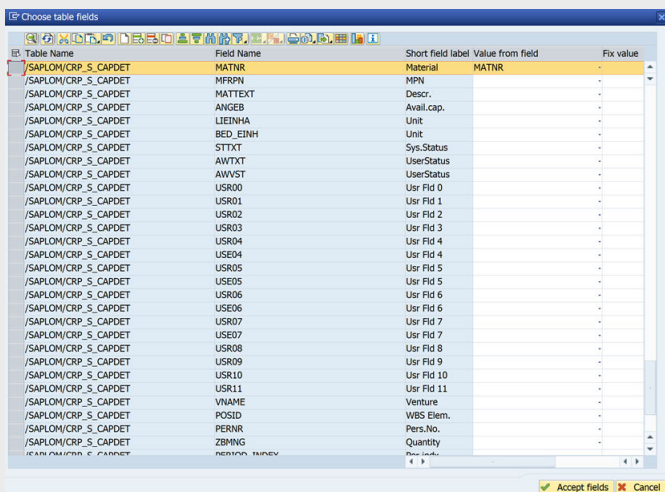 Choose table fields
Table Name Field Name Short field label Value from field Fix value
/SAPLOM/CRP_S_CAPDET MATNR Material MATNR -
/SAPLOM/CRP_S_CAPDET MFRPN MPN -
/SAPLOM/CRP_S_CAPDET MATTEXT Descr. -
/SAPLOM/CRP_S_CAPDET ANGEB Avail.cap. -
/SAPLOM/CRP_S_CAPDET LIEINHA Unit -
/SAPLOM/CRP_S_CAPDET BED_EINH Unit -
/SAPLOM/CRP_S_CAPDET STTXT Sys.Status -
/SAPLOM/CRP_S_CAPDET AWTXT UserStatus -
/SAPLOM/CRP_S_CAPDET AWVST UserStatus -
/SAPLOM/CRP_S_CAPDET USR00 Usr Fld 0 -
/SAPLOM/CRP_S_CAPDET USR01 Usr Fld 1 -
/SAPLOM/CRP_S_CAPDET USR02 Usr Fld 2 -
/SAPLOM/CRP_S_CAPDET USR03 Usr Fld 3 -
/SAPLOM/CRP_S_CAPDET USR04 Usr Fld 4 -
/SAPLOM/CRP_S_CAPDET USE04 Usr Fld 4 -
/SAPLOM/CRP_S_CAPDET USR05 Usr Fld 5 -
/SAPLOM/CRP_S_CAPDET USE05 Usr Fld 5 -
/SAPLOM/CRP_S_CAPDET USR06 Usr Fld 6 -
/SAPLOM/CRP_S_CAPDET USE06 Usr Fld 6 -
/SAPLOM/CRP_S_CAPDET USR07 Usr Fld 7 -
/SAPLOM/CRP_S_CAPDET USE07 Usr Fld 7 -
/SAPLOM/CRP_S_CAPDET USR08 Usr Fld 8 -
/SAPLOM/CRP_S_CAPDET USR09 Usr Fld 9 -
/SAPLOM/CRP_S_CAPDET USR10 Usr Fld 10 -
/SAPLOM/CRP_S_CAPDET USR11 Usr Fld 11 -
/SAPLOM/CRP_S_CAPDET VNAME Venture -
/SAPLOM/CRP_S_CAPDET POSID WBS Elem. -
/SAPLOM/CRP_S_CAPDET PERNR Pers.No. -
/SAPLOM/CRP_S_CAPDET ZBMNG Quantity -
/SAPLOM/CRP_S_CAPDET PERIOD_INDEX
Accept fields Cancel